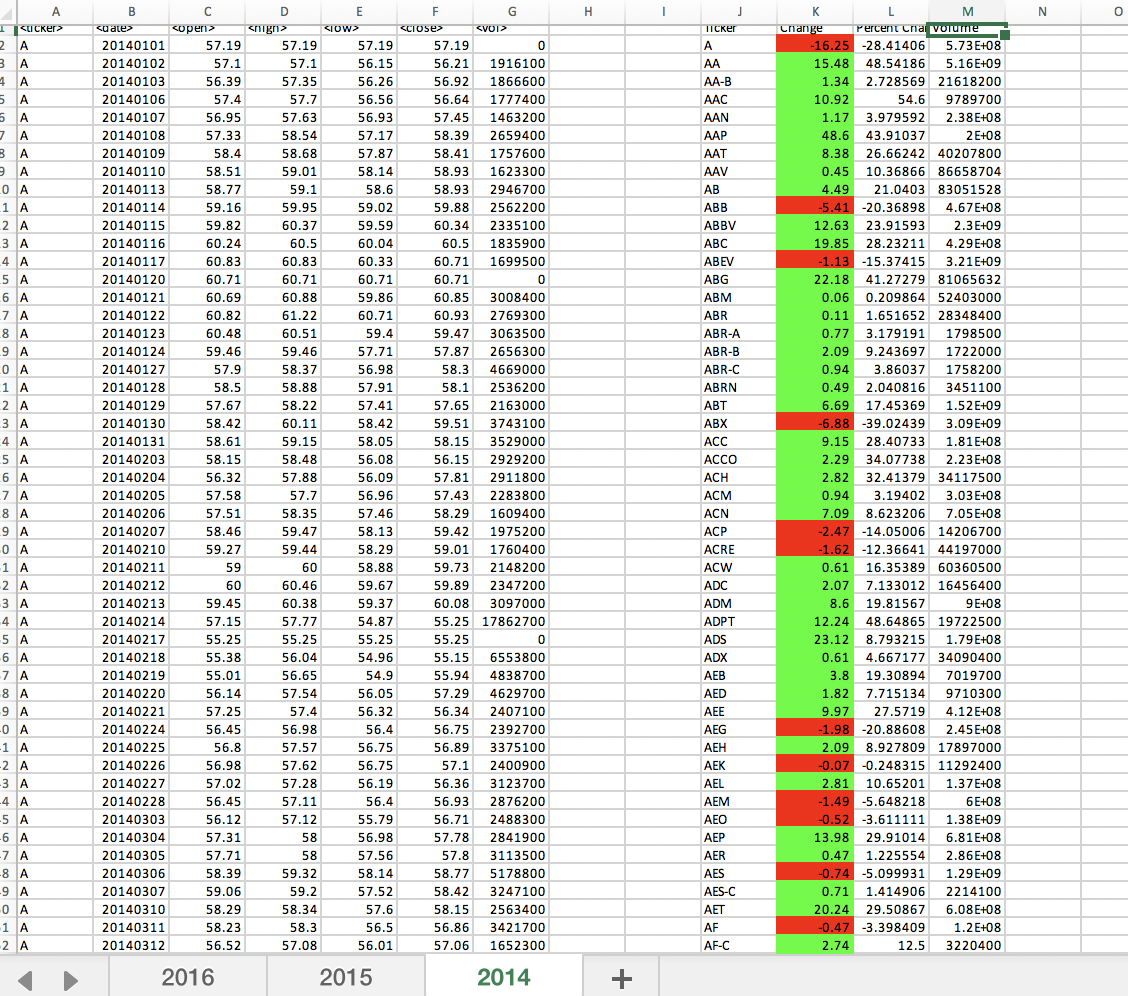 A B C D E F G H I J K L M N O
1 <ticker> <date> <open> <high> <low> <close> <vol> Ticker Change Percent Chan Volume
2 A 20140101 57.19 57.19 57.19 57.19 0 A -16.25 -28.41406 5.73E+08
3 A 20140102 57.1 57.1 56.15 56.21 1916100 AA 15.48 48.54186 5.16E+09
4 A 20140103 56.39 57.35 56.26 56.92 1866600 AA-B 1.34 2.728569 21618200
5 A 20140106 57.4 57.7 56.56 56.64 1777400 AAC 10.92 54.6 9789700
6 A 20140107 56.95 57.63 56.93 57.45 1463200 AAN 1.17 3.979592 2.38E+08
7 A 20140108 57.33 58.54 57.17 58.39 2659400 AAP 48.6 43.91037 2E+08
8 A 20140109 58.4 58.68 57.87 58.41 1757600 AAT 8.38 26.66242 40207800
9 A 20140110 58.51 59.01 58.14 58.93 1623300 AAV 0.45 10.36866 86658704
0 A 20140113 58.77 59.1 58.6 58.93 2946700 AB 4.49 21.0403 83051528
1 A 20140114 59.16 59.95 59.02 59.88 2562200 ABB -5.41 -20.36898 4.67E+08
2 A 20140115 59.82 60.37 59.59 60.34 2335100 ABBV 12.63 23.91593 2.3E+09
3 A 20140116 60.24 60.5 60.04 60.5 1835900 ABC 19.85 28.23211 4.29E+08
4 A 20140117 60.83 60.83 60.33 60.71 1699500 ABEV -1.13 -15.37415 3.21E+09
5 A 20140120 60.71 60.71 60.71 60.71 0 ABG 22.18 41.27279 81065632
6 A 20140121 60.69 60.88 59.86 60.85 3008400 ABM 0.06 0.209864 52403000
7 A 20140122 60.82 61.22 60.71 60.93 2769300 ABR 0.11 1.651652 28348400
8 A 20140123 60.48 60.51 59.4 59.47 3063500 ABR-A 0.77 3.179191 1798500
9 A 20140124 59.46 59.46 57.71 57.87 2656300 ABR-B 2.09 9.243697 1722000
0 A 20140127 57.9 58.37 56.98 58.3 4669000 ABR-C 0.94 3.86037 1758200
1 A 20140128 58.5 58.88 57.91 58.1 2536200 ABRN 0.49 2.040816 3451100
2 A 20140129 57.67 58.22 57.41 57.65 2163000 ABT 6.69 17.45369 1.52E+09
3 A 20140130 58.42 60.11 58.42 59.51 3743100 ABX -6.88 -39.02439 3.09E+09
4 A 20140131 58.61 59.15 58.05 58.15 3529000 ACC 9.15 28.40733 1.81E+08
5 A 20140203 58.15 58.48 56.08 56.15 2929200 ACCO 2.29 34.07738 2.23E+08
6 A 20140204 56.32 57.88 56.09 57.81 2911800 ACH 2.82 32.41379 34117500
7 A 20140205 57.58 57.7 56.96 57.43 2283800 ACM 0.94 3.19402 3.03E+08
8 A 20140206 57.51 58.35 57.46 58.29 1609400 ACN 7.09 8.623206 7.05E+08
9 A 20140207 58.46 59.47 58.13 59.42 1975200 ACP -2.47 -14.05006 14206700
0 A 20140210 59.27 59.44 58.29 59.01 1760400 ACRE -1.62 -12.36641 44197000
1 A 20140211 59 60 58.88 59.73 2148200 ACW 0.61 16.35389 60360500
2 A 20140212 60 60.46 59.67 59.89 2347200 ADC 2.07 7.133012 16456400
3 A 20140213 59.45 60.38 59.37 60.08 3097000 ADM 8.6 19.81567 9E+08
4 A 20140214 57.15 57.77 54.87 55.25 17862700 ADPT 12.24 48.64865 19722500
5 A 20140217 55.25 55.25 55.25 55.25 0 ADS 23.12 8.793215 1.79E+08
6 A 20140218 55.38 56.04 54.96 55.15 6553800 ADX 0.61 4.667177 34090400
7 A 20140219 55.01 56.65 54.9 55.94 4838700 AEB 3.8 19.30894 7019700
8 A 20140220 56.14 57.54 56.05 57.29 4629700 AED 1.82 7.715134 9710300
9 A 20140221 57.25 57.4 56.32 56.34 2407100 AEE 9.97 27.5719 4.12E+08
0 A 20140224 56.45 56.98 56.4 56.75 2392700 AEG -1.98 -20.88608 2.45E+08
1 A 20140225 56.8 57.57 56.75 56.89 3375100 AEH 2.09 8.927809 17897000
2 A 20140226 56.98 57.62 56.75 57.1 2400900 AEK -0.07 -0.248315 11292400
3 A 20140227 57.02 57.28 56.19 56.36 3123700 AEL 2.81 10.65201 1.37E+08
4 A 20140228 56.45 57.11 56.4 56.93 2876200 AEM -1.49 -5.648218 6E+08
5 A 20140303 56.12 57.12 55.79 56.71 2488300 AEO -0.52 -3.611111 1.38E+09
6 A 20140304 57.31 58 56.98 57.78 2841900 AEP 13.98 29.91014 6.81E+08
7 A 20140305 57.71 58 57.56 57.8 3113500 AER 0.47 1.225554 2.86E+08
8 A 20140306 58.39 59.32 58.14 58.77 5178800 AES -0.74 -5.099931 1.29E+09
9 A 20140307 59.06 59.2 57.52 58.42 3247100 AES-C 0.71 1.414906 2214100
0 A 20140310 58.29 58.34 57.6 58.15 2563400 AET 20.24 29.50867 6.08E+08
1 A 20140311 58.23 58.3 56.5 56.86 3421700 AF -0.47 -3.398409 1.2E+08
2 A 20140312 56.52 57.08 56.01 57.06 1652300 AF-C 2.74 12.5 3220400
2016 2015 2014 +